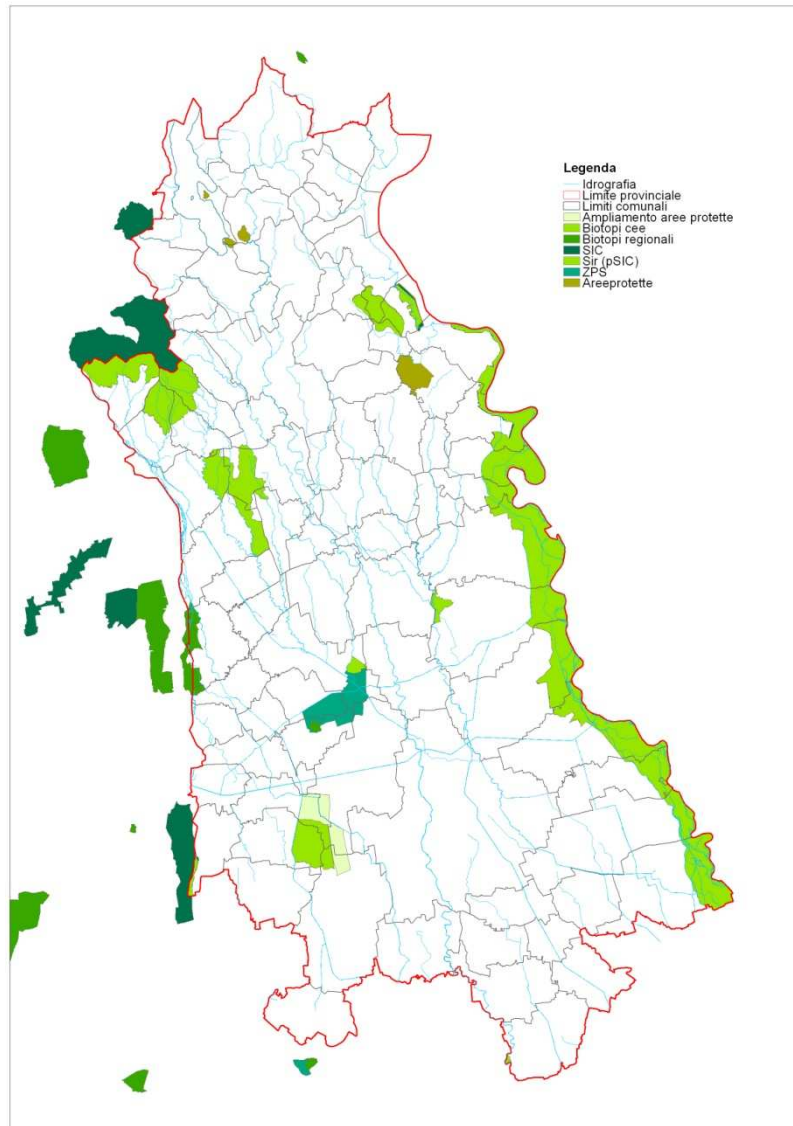 Legenda
Idrografia
Limite provinciale
Limiti comunali
Ampliamento aree protette
Biotopi cee
Biotopi regionali
SIC
Sir (pSIC)
ZPS
Areeprotette